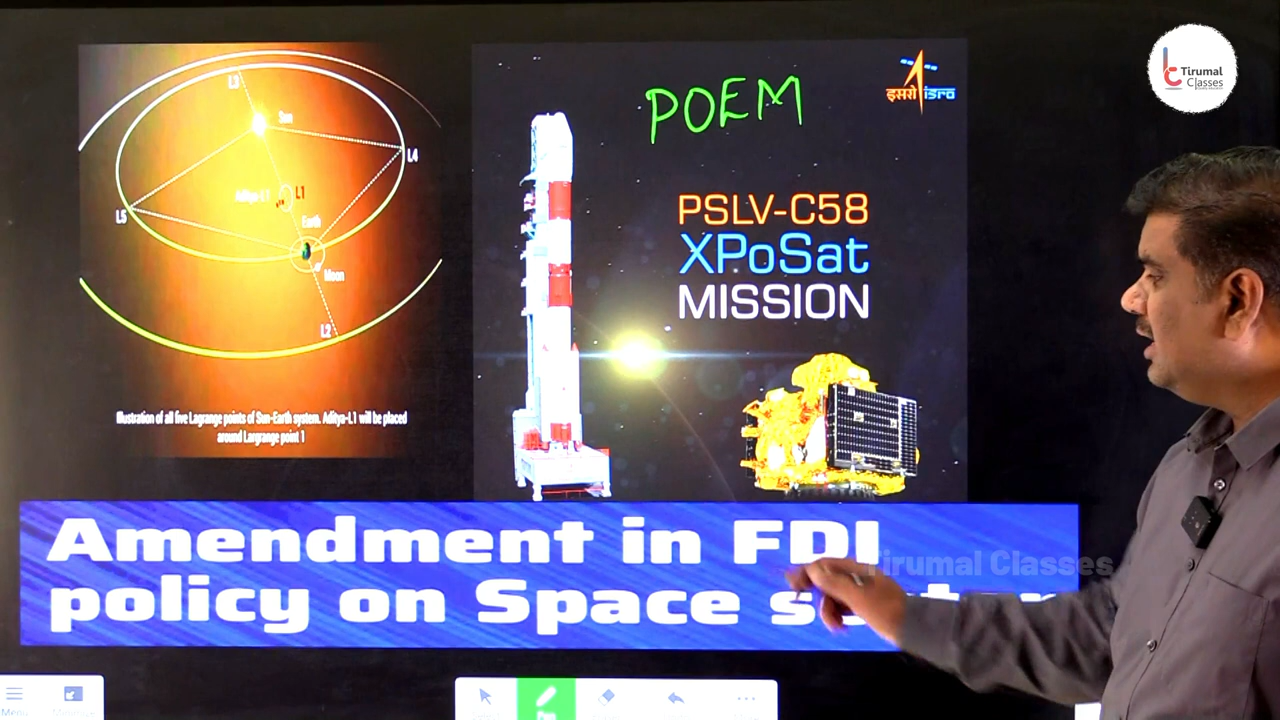 L3
Sun
L4
Aditya-L1
L1
L5
Earth
Moon
L2
Illustration of all five Lagrange points of Sun-Earth system. Aditya-L1 will be placed
around Largrange point 1
POEM
इसरो isro
PSLV-C58
XPoSat
MISSION
Amendment in FDI
policy on Space
Tirumal
Classes
Tirumal Classes
Menu